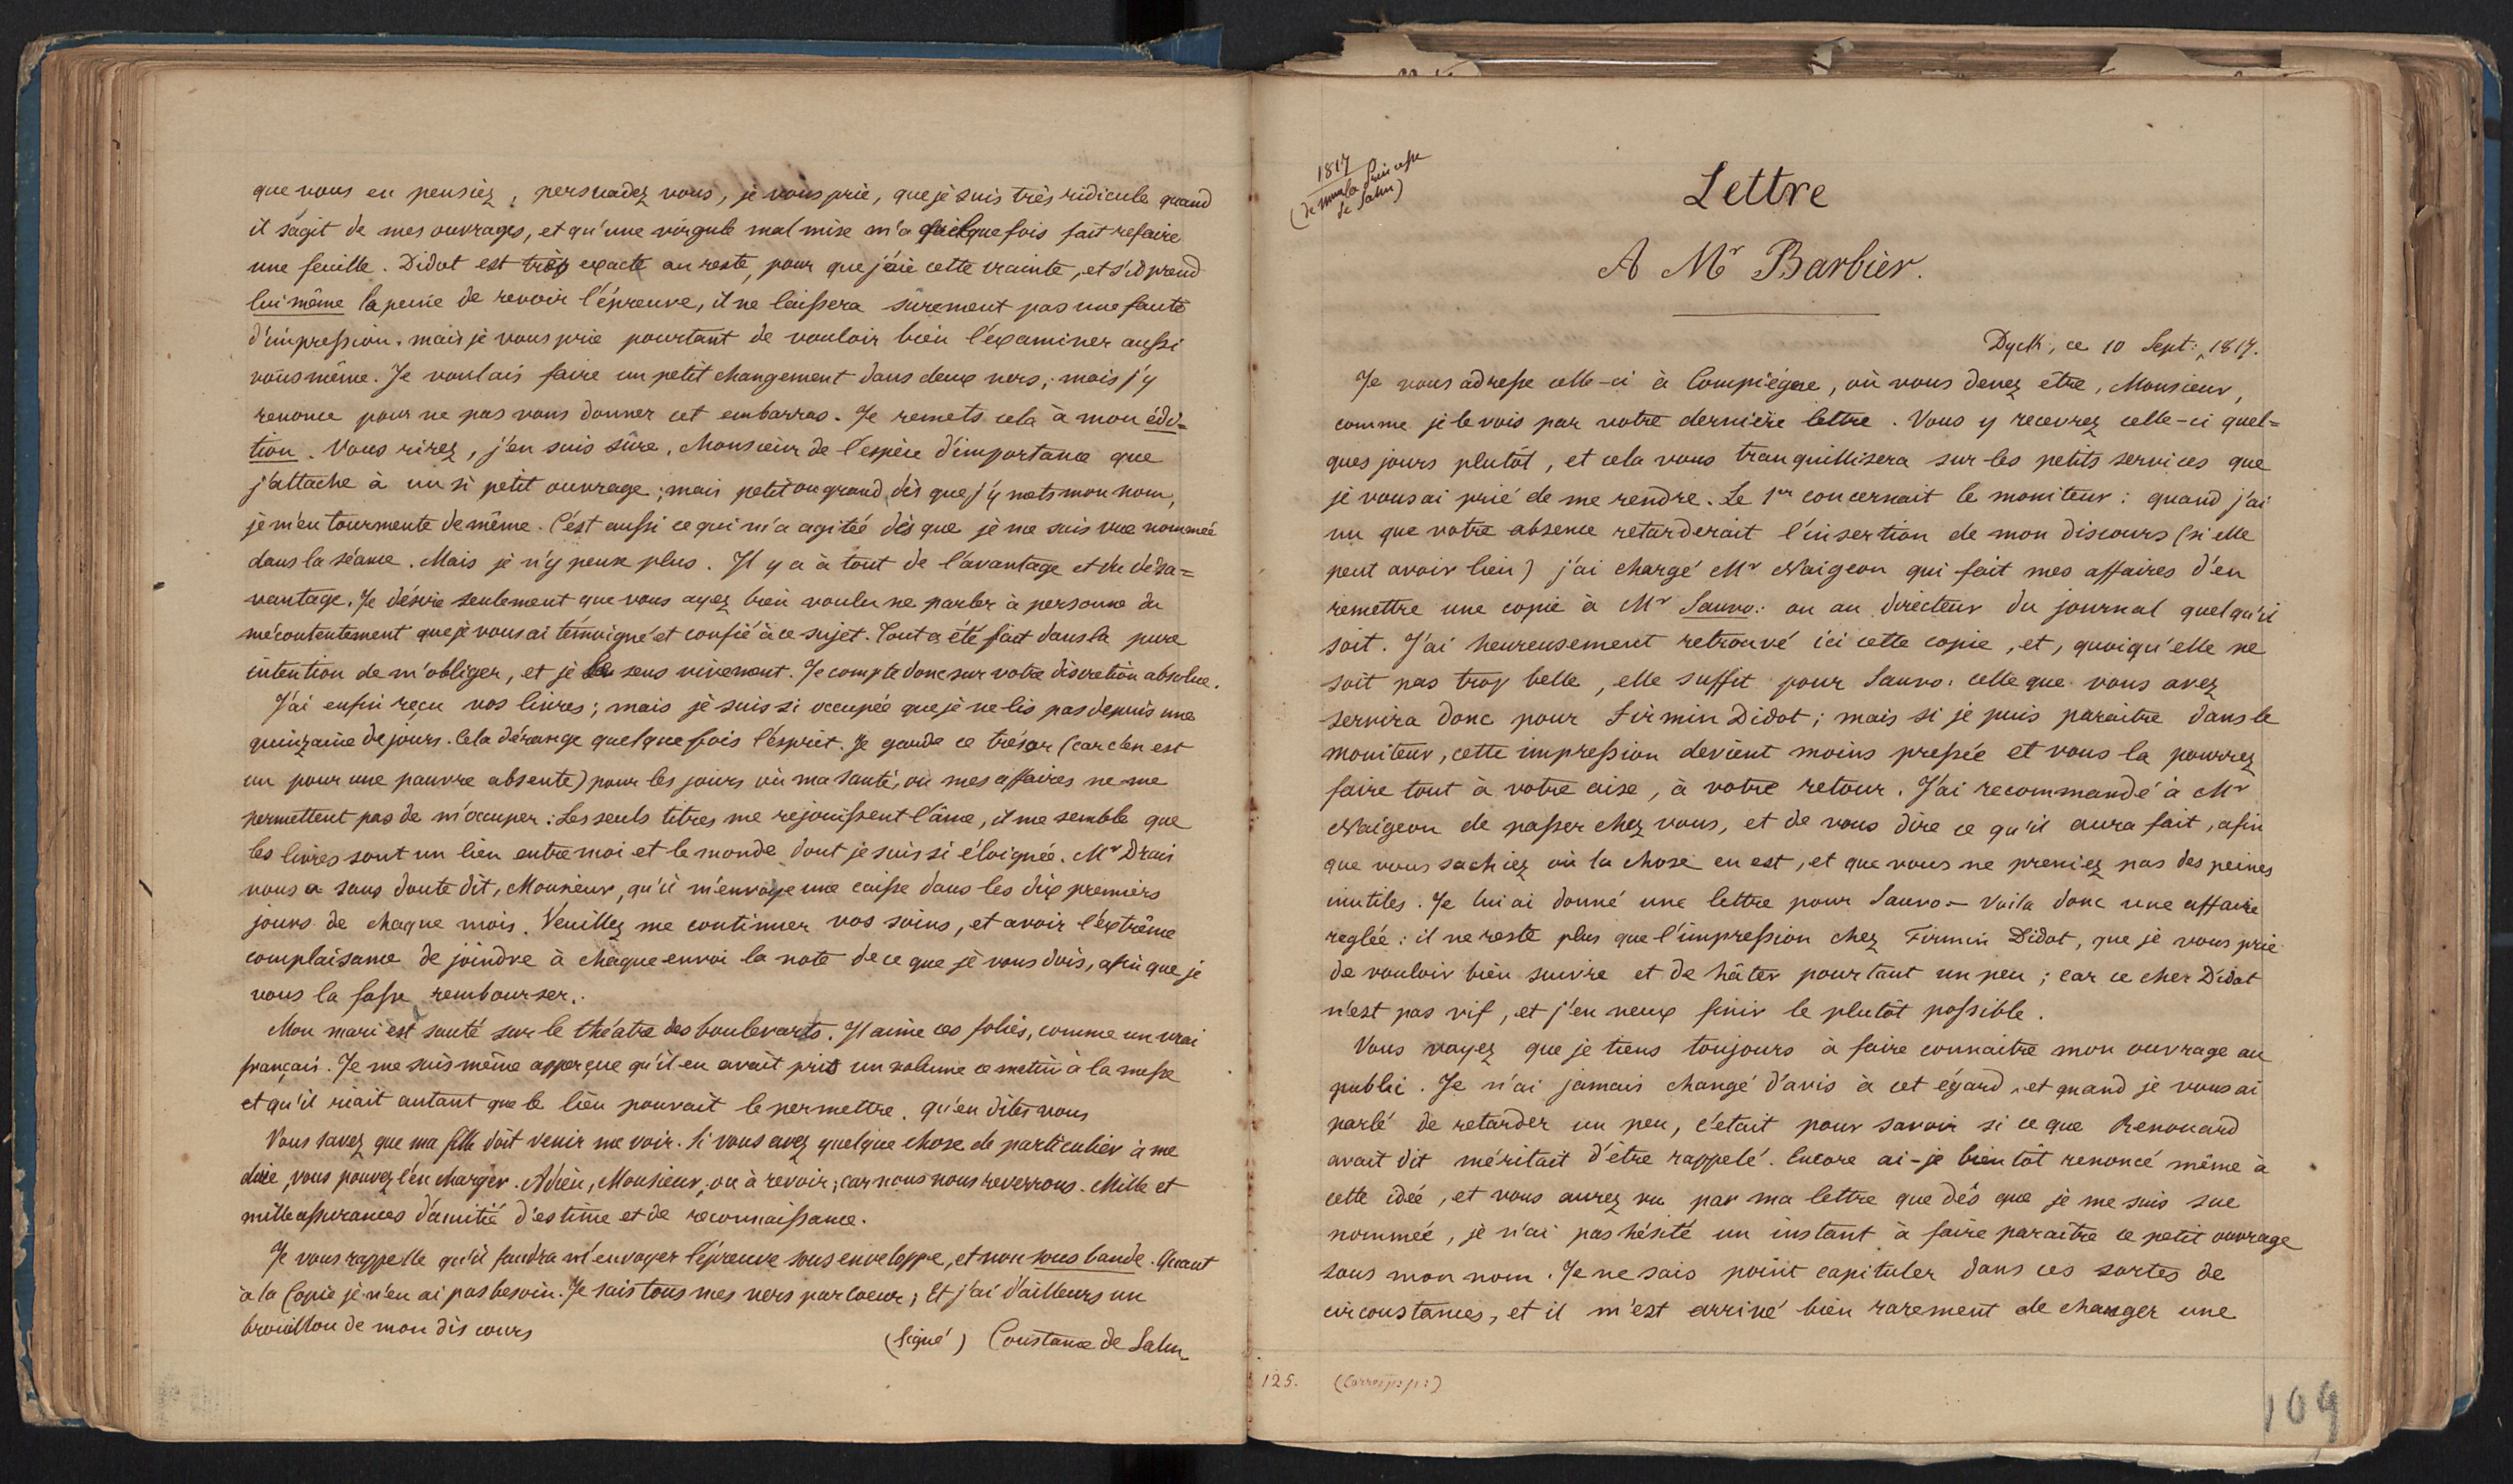 que vous en pensiez, persuadez vous, je vous prie, que je suis très ridicule quand
il s'agit de mes ouvrages, et qu'une virgule mal mise m'a quelquefois fait refaire
une feuille. Didot est trop exacte au reste, pour que j'aie cette crainte, et s'il prend
lui même la peine de revoir l'épreuve, il ne laissera surement pas une faute
d'impression. mais je vous prie pourtant de vouloir bien l'examiner aussi
vous même. Je voulais faire un petit changement dans deux vers; mais j'y
renonce pour ne pas vous donner cet embarras. Je remets cela à mon édi=
tion. Vous rirez, j'en suis sûre, Monsieur de l'espèce d'importance que
j'attache à un si petit ouvrage; mais petit ou grand, dès que j'y mets mon nom,
je m'en tourmente de même. C'est aussi ce qui m'a agitée dès que je me suis vue nommée
dans la séance. Mais je n'y pense plus. Il y a à tout de l'avantage et du désa=
vantage. Je désire seulement que vous ayez bien voulu ne parler à personne du
mécontentement que je vous ai témoigné et confié à ce sujet. Tout a été fait dans la pure
intention de m'obliger, et je le sens vivement. Je compte donc sur votre discretion absolue.
J'ai enfin reçu vos livres; mais je suis si occupée que je ne lis pas depuis une
quinzaine de jours. Cela dérange quelquefois l'esprit. Je garde ce trésor (car c'en est
un pour une pauvre absente) pour les jours où ma santé, ou mes affaires ne me
permettent pas de m'occuper: Les seuls titres me rejouissent l'âme, il me semble que
les livres sont un lien entre moi et le monde dont je suis si éloignée. Mr Drais
vous a sans doute dit, Monsieur, qu'il m'envoye une caisse dans les dix premiers
jours de chaque mois. Veuillez me continuer vos soins, et avoir l'extrême
complaisance de joindre à chaque envoi la note de ce que je vous dois, afin que je
vous la fasse rembourser.
Mon mari est sauté sur le théatre des boulevarts. Il aime ces folies, comme un vrai
français. Je me suis même apperçue qu'il en avait pris un volume ce matin à la messe
et qu'il riait autant que le lieu pouvait le permettre. qu'en dites vous
Vous savez que ma fille doit venir me voir. Si vous avez quelque chose de particulier à me
dire, vous pouvez l'en charger. Adieu, Monsieur, ou à revoir; car nous nous reverrons. Mille et
mille assurances d'amitié d'estime et de reconnaissance.
Je vous rappelle qu'il faudra m'envoyer l'épreuve sous enveloppe, et non sous bande. Quant
à la Copie je n'en ai pas besoin. Je sais tous mes vers par coeur; Et j'ai d'ailleurs un
brouillon de mon discours
(Signé) Constance de Salm
1817
(de mme la Princesse
de Salm)
Lettre
A Mr Barbier.
Dyck, ce 10 Sept: 1817.
Je vous adresse celle-ci à Compiégne, où vous devez être, Monsieur,
comme je le vois par votre dernière lettre. Vous y recevrez celle-ci quel=
ques jours plutôt, et cela vous tranquillisera sur les petits services que
je vous ai prié de me rendre. Le 1er concernait le moniteur: quand j'ai
vu que votre absence retarderait l'insertion de mon discours (si elle
peut avoir lieu) j'ai chargé Mr Naigeon qui fait mes affaires d'en
remettre une copie à Mr Sauvo: ou au directeur du journal quel qu'il
soit. J'ai heureusement retrouvé ici cette copie, et, quoiqu'elle ne
soit pas trop belle, elle suffit pour Sauvo. celle que vous avez
servira donc pour Firmin Didot; mais si je puis paraitre dans le
moniteur, cette impression devient moins pressée et vous la pourrez
faire tout à votre aise, à votre retour. J'ai recommandé à Mr
Naigeon de passer chez vous, et de vous dire ce qu'il aura fait, afin
que vous sachiez où la chose en est, et que vous ne preniez pas des peines
inutiles. Je lui ai donné une lettre pour Sauvo - Voila donc une affaire
reglée: il ne reste plus que l'impression chez Firmin Didot, que je vous prie
de vouloir bien suivre et de hâter pourtant un peu; car ce cher Didot
n'est pas vif, et j'en veux finir le plutôt possible.
Vous voyez que je tiens toujours à faire connaitre mon ouvrage au
public. Je n'ai jamais changé d'avis à cet égard, et quand je vous ai
parlé de retarder un peu, c'etait pour savoir si ce que Renouard
avait dit méritait d'être rappelé. Encore ai-je bientôt renoncé même à
cette idée, et vous aurez vu par ma lettre que dès que je me suis sue
nommée, je n'ai pas hésité un instant à faire paraître ce petit ouvrage
sous mon nom. Je ne sais point capituler dans ces sortes de
circonstances, et il m'est arrivé bien rarement de changer une
125.
109